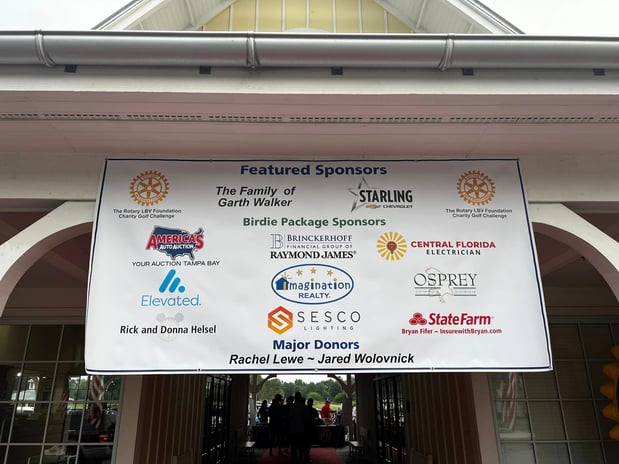 Featured Sponsors
The Rotary LBV Foundation
Charity Golf Challenge
The Family of
Garth Walker
STARLING
CHEVROLET
The Rotary LBV Foundation
Charity Golf Challenge
Birdie Package Sponsors
AMERICA'S
AUTO AUCTION
YOUR AUCTION TAMPA BAY
BRINCKERHOFF
FINANCIAL GROUP OF
RAYMOND JAMES®
CENTRAL FLORIDA
ELECTRICIAN
Elevated.
Imagination
REALTY.
OSPREY
Rick and Donna Helsel
SESCO
LIGHTING
StateFarm™
Bryan Fifer ~ InsurewithBryan.com
Major Donors
Rachel Lewe ~ Jared Wolovnick